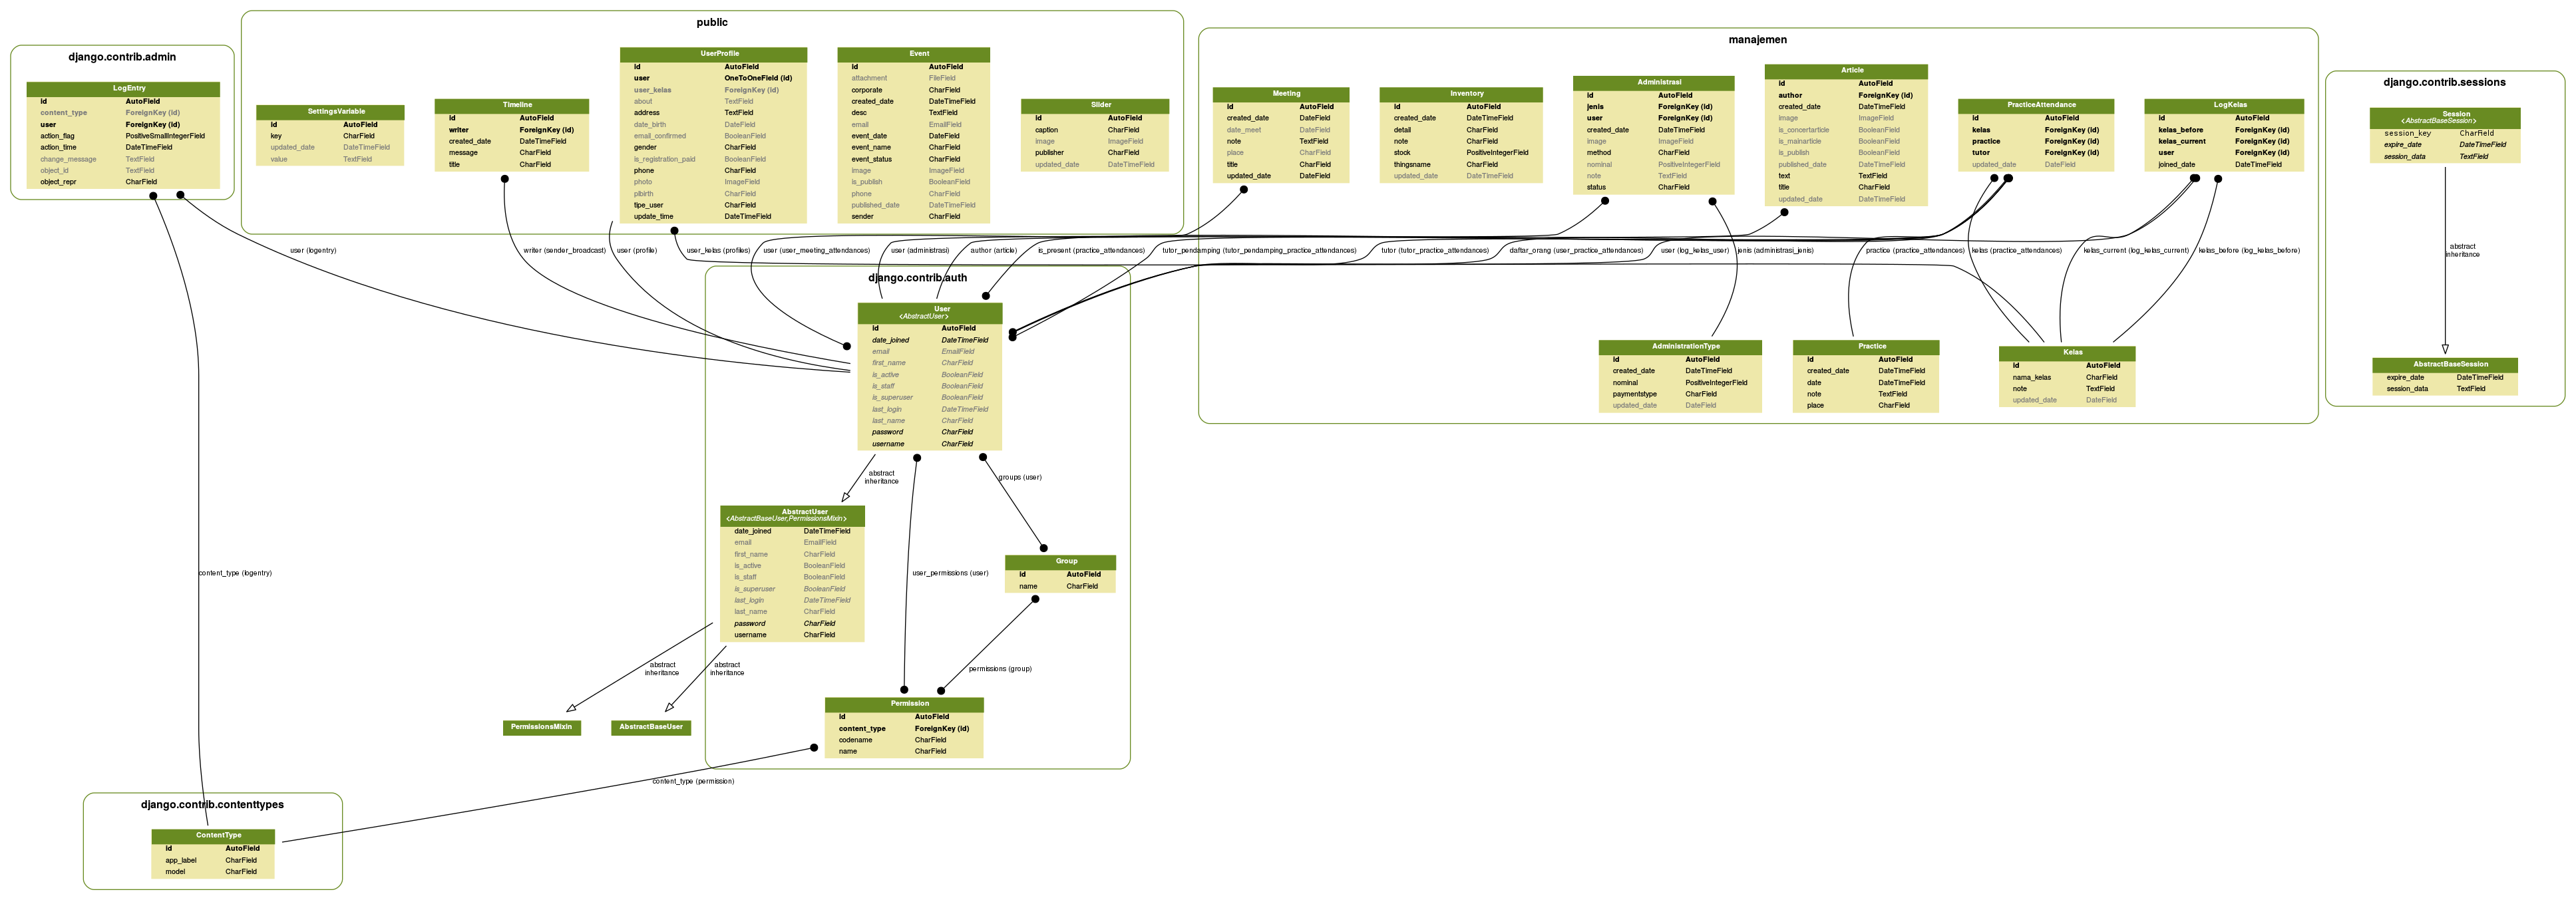 public
django.contrib.admin
LogEntry
id AutoField
content_type ForeignKey (id)
user ForeignKey (id)
action_flag PositiveSmallIntegerField
action_time DateTimeField
change_message TextField
object_id TextField
object_repr CharField
SettingsVariable
id AutoField
key CharField
updated_date DateTimeField
value TextField
Timeline
id AutoField
writer ForeignKey (id)
created_date DateTimeField
message CharField
title CharField
UserProfile
id AutoField
user OneToOneField (id)
user_kelas ForeignKey (id)
about TextField
address TextField
date_birth DateField
email_confirmed BooleanField
gender CharField
is_registration_paid BooleanField
phone CharField
photo ImageField
plbirth CharField
tipe_user CharField
update_time DateTimeField
Event
id AutoField
attachment FileField
corporate CharField
created_date DateTimeField
desc TextField
email EmailField
event_date DateField
event_name CharField
event_status CharField
image ImageField
is_publish BooleanField
phone CharField
published_date DateTimeField
sender CharField
Slider
id AutoField
caption CharField
image ImageField
publisher CharField
updated_date DateTimeField
manajemen
Meeting
id AutoField
created_date DateField
date_meet DateField
note TextField
place CharField
title CharField
updated_date DateField
Inventory
id AutoField
created_date DateTimeField
detail CharField
note CharField
stock PositiveIntegerField
thingsname CharField
updated_date DateTimeField
Administrasi
id AutoField
jenis ForeignKey (id)
user ForeignKey (id)
created_date DateTimeField
image ImageField
method CharField
nominal PositiveIntegerField
note TextField
status CharField
Article
id AutoField
author ForeignKey (id)
created_date DateTimeField
image ImageField
is_concertarticle BooleanField
is_mainarticle BooleanField
is_publish BooleanField
published_date DateTimeField
text TextField
title CharField
updated_date DateTimeField
PracticeAttendance
id AutoField
kelas ForeignKey (id)
practice ForeignKey (id)
tutor ForeignKey (id)
updated_date DateField
LogKelas
id AutoField
kelas_before ForeignKey (id)
kelas_current ForeignKey (id)
user ForeignKey (id)
joined_date DateTimeField
django.contrib.sessions
Session
<AbstractBaseSession>
session_key CharField
expire_date DateTimeField
session_data TextField
user (logentry)
writer (sender_broadcast)
user (profile)
user_kelas (profiles)
user (user_meeting_attendances)
user (administrasi)
author (article)
is_present (practice_attendances)
tutor_pendamping (tutor_pendamping_practice_attendances)
tutor (tutor_practice_attendances)
daftar_orang (user_practice_attendances)
user (log_kelas_user)
jenis (administrasi_jenis)
practice (practice_attendances)
kelas (practice_attendances)
kelas_current (log_kelas_current)
kelas_before (log_kelas_before)
abstract
inheritance
django.contrib.auth
User
<AbstractUser>
id AutoField
date_joined DateTimeField
email EmailField
first_name CharField
is_active BooleanField
is_staff BooleanField
is_superuser BooleanField
last_login DateTimeField
last_name CharField
password CharField
username CharField
AdministrationType
id AutoField
created_date DateTimeField
nominal PositiveIntegerField
paymentstype CharField
updated_date DateField
Practice
id AutoField
created_date DateTimeField
date DateTimeField
note TextField
place CharField
Kelas
id AutoField
nama_kelas CharField
note TextField
updated_date DateField
AbstractBaseSession
expire_date DateTimeField
session_data TextField
abstract
inheritance
groups (user)
AbstractUser
<AbstractBaseUser,PermissionsMixin>
date_joined DateTimeField
email EmailField
first_name CharField
is_active BooleanField
is_staff BooleanField
is_superuser BooleanField
last_login DateTimeField
last_name CharField
password CharField
username CharField
content_type (logentry)
user_permissions (user)
Group
id AutoField
name CharField
abstract
inheritance
abstract
inheritance
permissions (group)
PermissionsMixin
AbstractBaseUser
Permission
id AutoField
content_type ForeignKey (id)
codename CharField
name CharField
content_type (permission)
django.contrib.contenttypes
ContentType
id AutoField
app_label CharField
model CharField